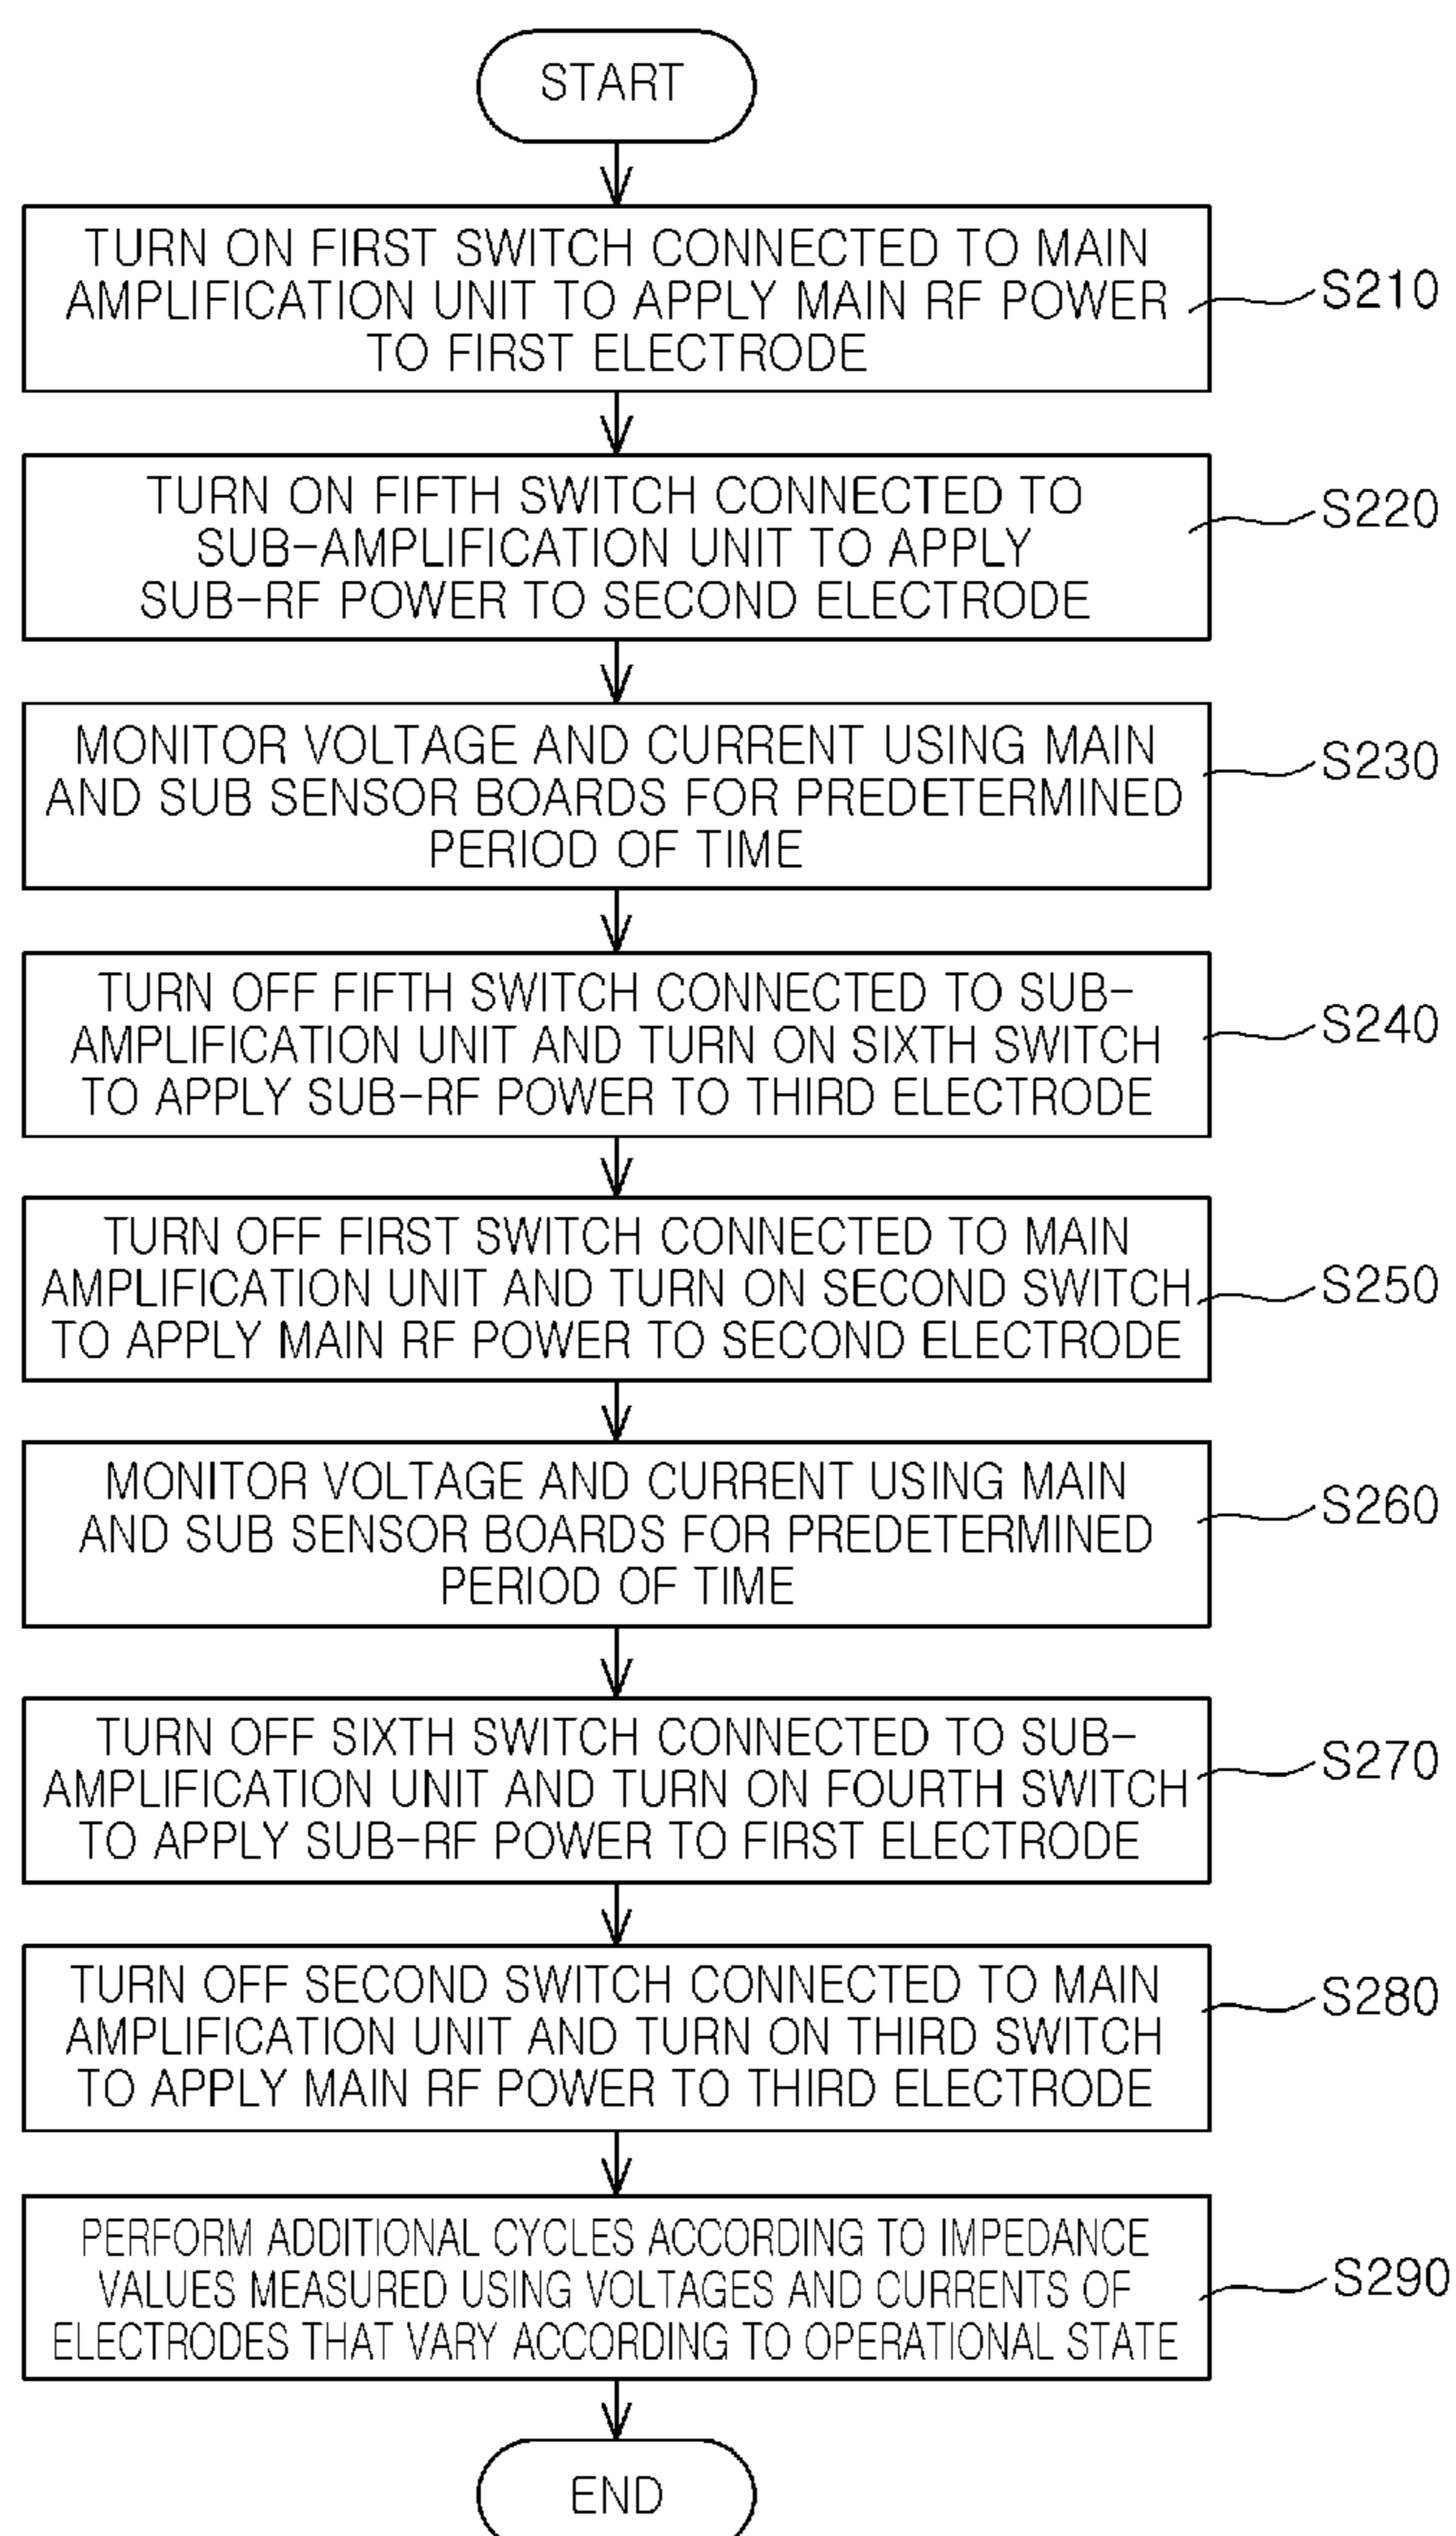 START
TURN ON FIRST SWITCH CONNECTED TO MAIN
AMPLIFICATION UNIT TO APPLY MAIN RF POWER
TO FIRST ELECTRODE
S210
TURN ON FIFTH SWITCH CONNECTED TO
SUB-AMPLIFICATION UNIT TO APPLY
SUB-RF POWER TO SECOND ELECTRODE
S220
MONITOR VOLTAGE AND CURRENT USING MAIN
AND SUB SENSOR BOARDS FOR PREDETERMINED
PERIOD OF TIME
S230
TURN OFF FIFTH SWITCH CONNECTED TO SUB-
AMPLIFICATION UNIT AND TURN ON SIXTH SWITCH
TO APPLY SUB-RF POWER TO THIRD ELECTRODE
S240
TURN OFF FIRST SWITCH CONNECTED TO MAIN
AMPLIFICATION UNIT AND TURN ON SECOND SWITCH
TO APPLY MAIN RF POWER TO SECOND ELECTRODE
S250
MONITOR VOLTAGE AND CURRENT USING MAIN
AND SUB SENSOR BOARDS FOR PREDETERMINED
PERIOD OF TIME
S260
TURN OFF SIXTH SWITCH CONNECTED TO SUB-
AMPLIFICATION UNIT AND TURN ON FOURTH SWITCH
TO APPLY SUB-RF POWER TO FIRST ELECTRODE
S270
TURN OFF SECOND SWITCH CONNECTED TO MAIN
AMPLIFICATION UNIT AND TURN ON THIRD SWITCH
TO APPLY MAIN RF POWER TO THIRD ELECTRODE
S280
PERFORM ADDITIONAL CYCLES ACCORDING TO IMPEDANCE
VALUES MEASURED USING VOLTAGES AND CURRENTS OF
ELECTRODES THAT VARY ACCORDING TO OPERATIONAL STATE
S290
END